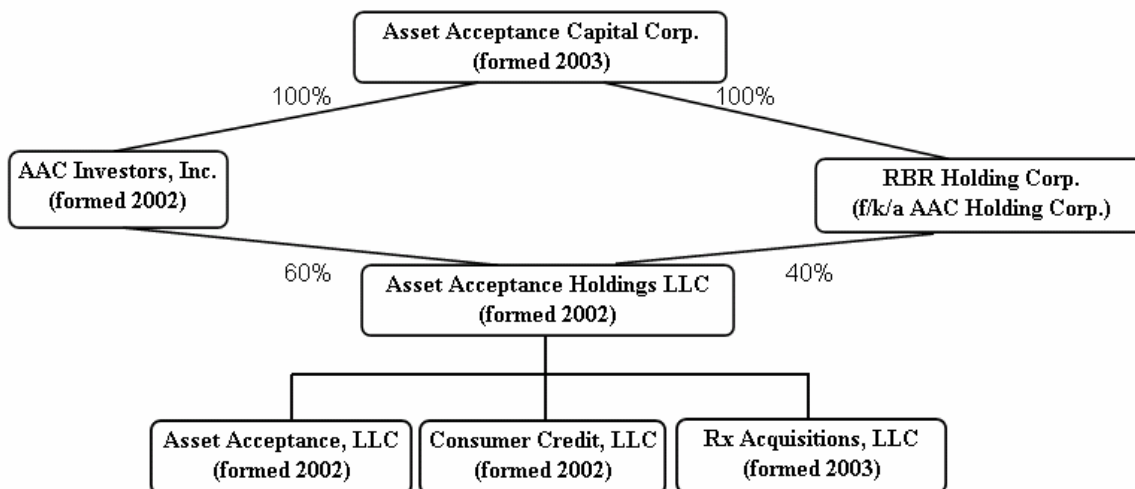 Asset Acceptance Capital Corp.
(formed 2003)
100%
100%
AAC Investors, Inc.
(formed 2002)
RBR Holding Corp.
(f/k/a AAC Holding Corp.)
60%
40%
Asset Acceptance Holdings LLC
(formed 2002)
Asset Acceptance, LLC
(formed 2002)
Consumer Credit, LLC
(formed 2002)
Rx Acquisitions, LLC
(formed 2003)